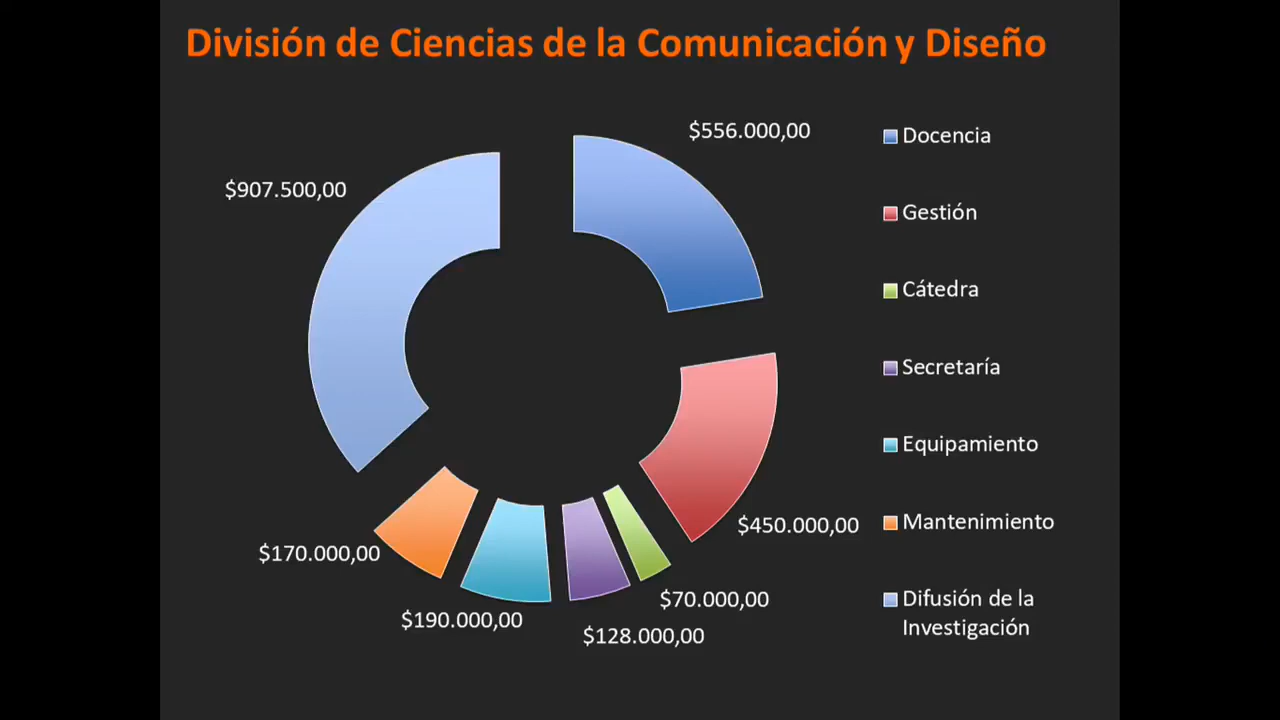 División de Ciencias de la Comunicación y Diseño
$556.000,00
$907.500,00
$450.000,00
$170.000,00
$70.000,00
$190.000,00
$128.000,00
Docencia
Gestión
Cátedra
Secretaría
Equipamiento
Mantenimiento
Difusión de la
Investigación